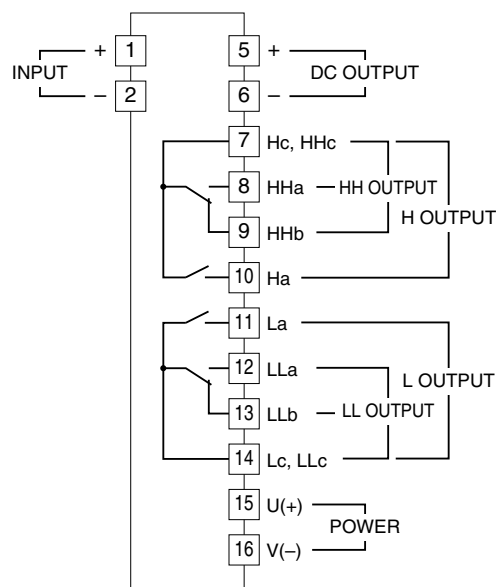 INPUT
+ 1
– 2
5 +
6 –
DC OUTPUT
7 Hc, HHc
8 HHa
HH OUTPUT
9 HHb
H OUTPUT
10 Ha
11 La
12 LLa
L OUTPUT
13 LLb
LL OUTPUT
14 Lc, LLc
15 U(+)
POWER
16 V(–)